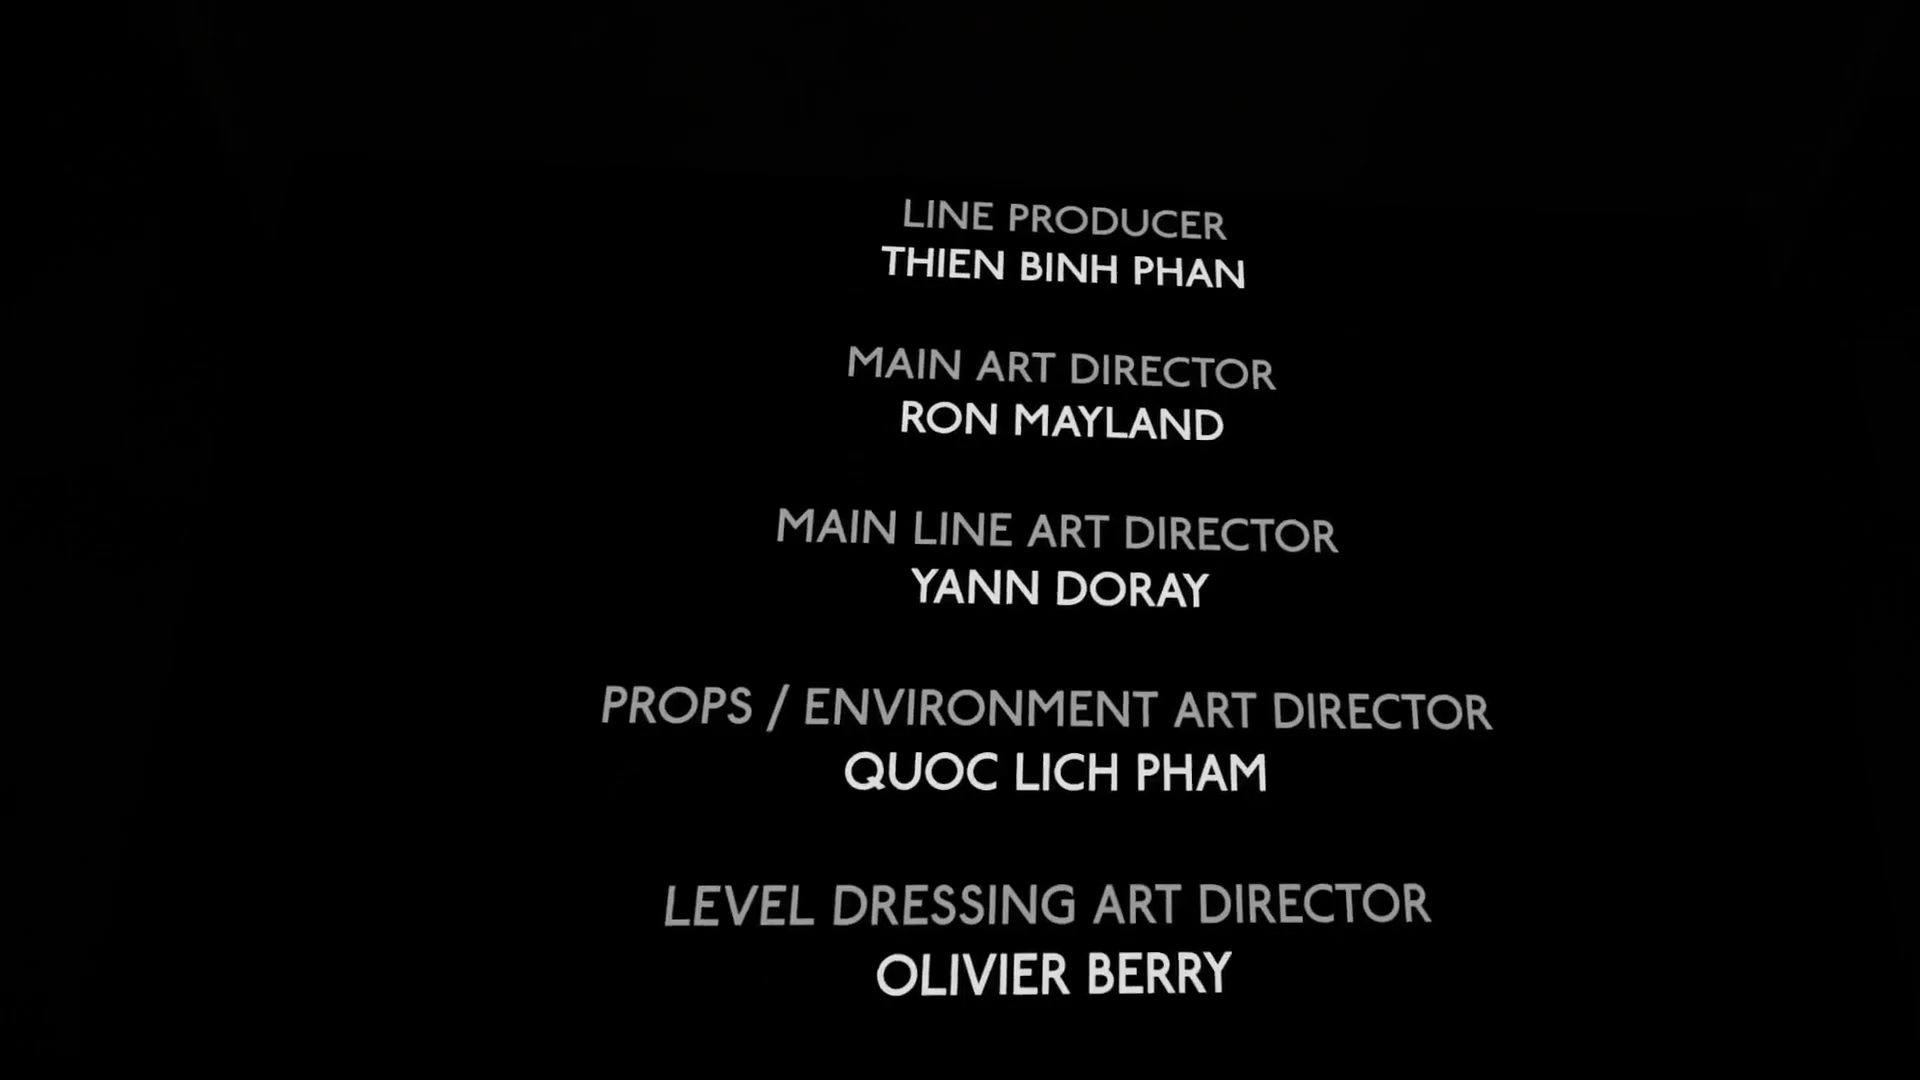 LINE PRODUCER
THIEN BINH PHAN
MAIN ART DIRECTOR
RON MAYLAND
MAIN LINE ART DIRECTOR
YANN DORAY
PROPS / ENVIRONMENT ART DIRECTOR
QUOC LICH PHAM
LEVEL DRESSING ART DIRECTOR
OLIVIER BERRY